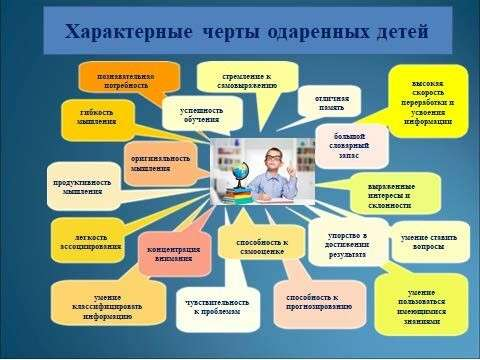 Характерные черты одаренных детей
познавательная
потребность
стремление к
самовыражению
высокая
скорость
переработки и
усвоения
информации
отличная
память
гибкость
мышления
успешность
обучения
большой
словарный
запас
оригинальность
мышления
продуктивность
мышления
выраженные
интересы и
склонности
легкость
ассоциирования
концентрация
внимания
способность к
самооценке
упорство в
достижении
результата
умение ставить
вопросы
умение
классифицировать
информацию
чувствительность
к проблемам
способность к
прогнозированию
умение
пользоваться
имеющимися
знаниями